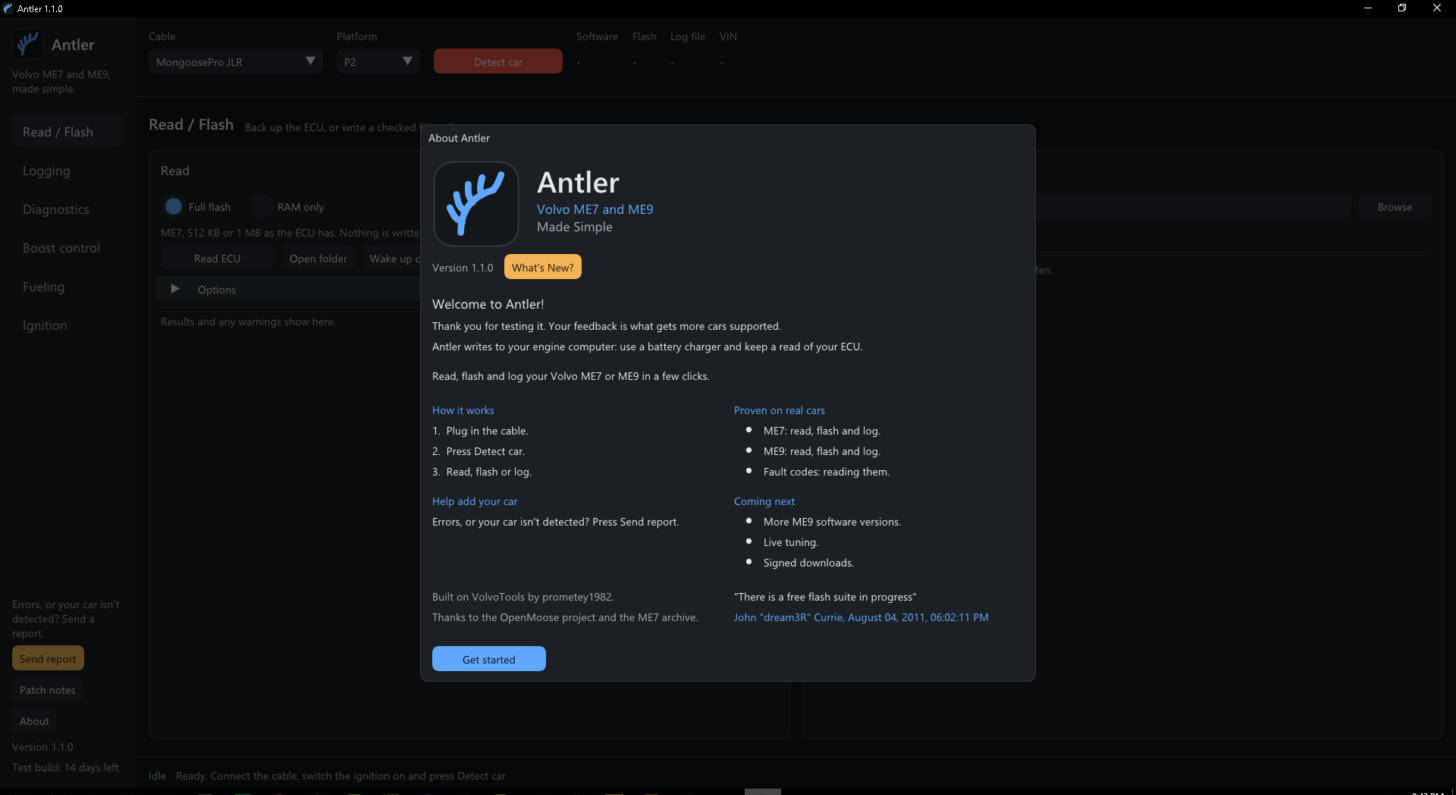 Antler 1.1.0
Antler
Volvo ME7 and ME9,
made simple.
Read / Flash
Logging
Diagnostics
Boost control
Fueling
Ignition
Errors, or your car isn't
detected? Send a
report.
Send report
Patch notes
About
Version 1.1.0
Test build: 14 days left
Cable
MongoosePro JLR
Platform
P2
Detect car
Software Flash Log file VIN
- - - -
Read / Flash Back up the ECU, or write a checked
Read
Full flash RAM only
ME7, 512 KB or 1 MB as the ECU has. Nothing is writte
Read ECU Open folder Wake up c
Options
Results and any warnings show here.
Browse
ten.
About Antler
Antler
Volvo ME7 and ME9
Made Simple
Version 1.1.0 What's New?
Welcome to Antler!
Thank you for testing it. Your feedback is what gets more cars supported.
Antler writes to your engine computer: use a battery charger and keep a read of your ECU.
Read, flash and log your Volvo ME7 or ME9 in a few clicks.
How it works
1. Plug in the cable.
2. Press Detect car.
3. Read, flash or log.
Proven on real cars
ME7: read, flash and log.
ME9: read, flash and log.
Fault codes: reading them.
Help add your car
Errors, or your car isn't detected? Press Send report.
Coming next
More ME9 software versions.
Live tuning.
Signed downloads.
Built on VolvoTools by prometey1982.
Thanks to the OpenMoose project and the ME7 archive.
"There is a free flash suite in progress"
John "dream3R" Currie, August 04, 2011, 06:02:11 PM
Get started
Idle Ready. Connect the cable, switch the ignition on and press Detect car.